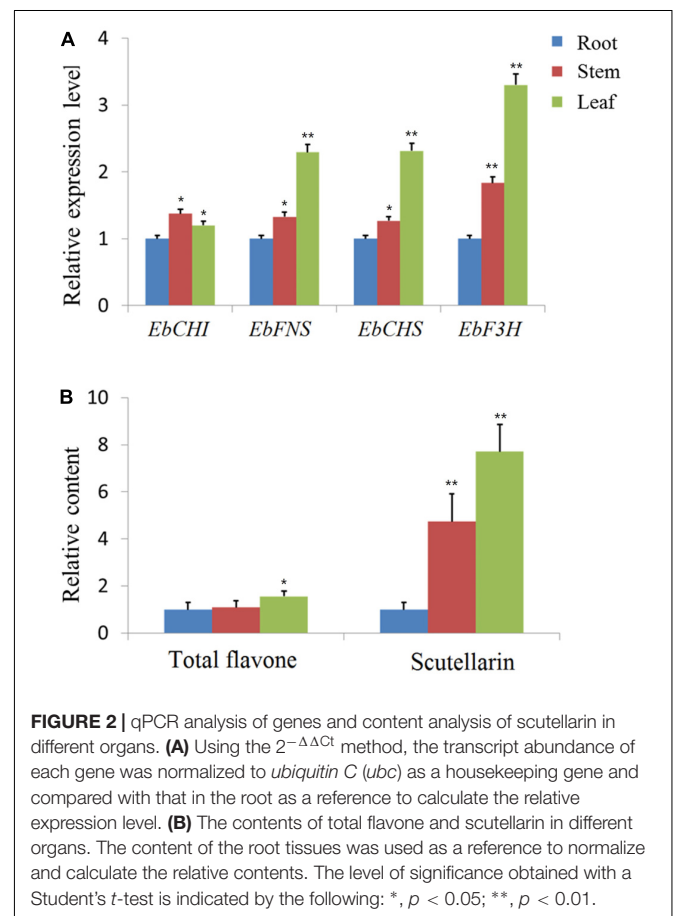 A
4
3
2
1
0
Relative expression level
Root
Stem
Leaf
* * * ** * ** ** **
EbCHI EbFNS EbCHS EbF3H
B
10
8
6
4
2
0
Relative content
* ** **
Total flavone Scutellarin
FIGURE 2 | qPCR analysis of genes and content analysis of scutellarin in
different organs. (A) Using the 2−ΔΔCt method, the transcript abundance of
each gene was normalized to ubiquitin C (ubc) as a housekeeping gene and
compared with that in the root as a reference to calculate the relative
expression level. (B) The contents of total flavone and scutellarin in different
organs. The content of the root tissues was used as a reference to normalize
and calculate the relative contents. The level of significance obtained with a
Student's t-test is indicated by the following: *, p < 0.05; **, p < 0.01.